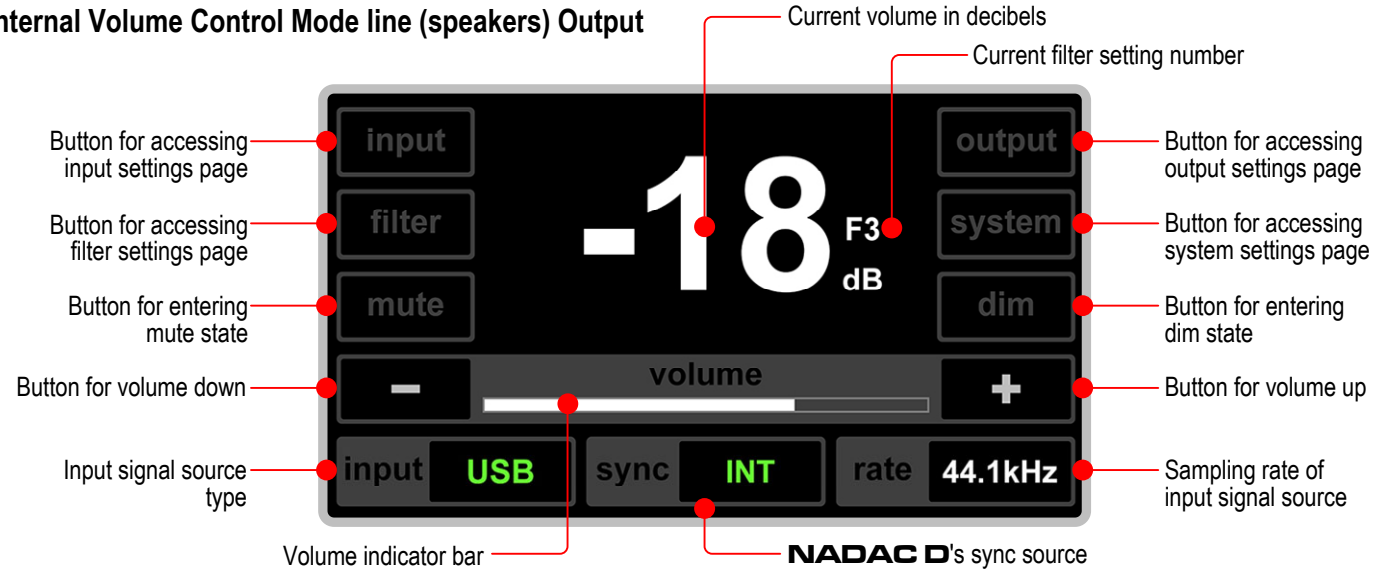 nternal Volume Control Mode line (speakers) Output
Current volume in decibels
Current filter setting number
Button for accessing
input settings page
Button for accessing
filter settings page
Button for entering
mute state
Button for volume down
Input signal source
type
input
filter
mute
-18
F3
dB
output
system
dim
-
volume
+
input USB sync INT rate 44.1kHz
Button for accessing
output settings page
Button for accessing
system settings page
Button for entering
dim state
Button for volume up
Sampling rate of
input signal source
Volume indicator bar
NADAC D's sync source